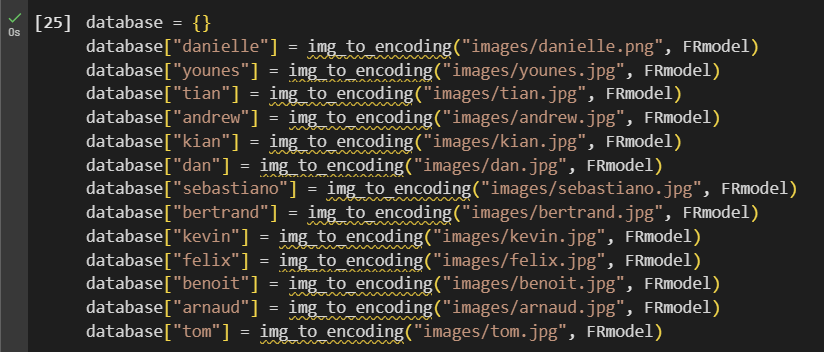 [25] database = {}
database["danielle"] = img_to_encoding("images/danielle.png", FRmodel)
database["younes"] = img_to_encoding("images/younes.jpg", FRmodel)
database["tian"] = img_to_encoding("images/tian.jpg", FRmodel)
database["andrew"] = img_to_encoding("images/andrew.jpg", FRmodel)
database["kian"] = img_to_encoding("images/kian.jpg", FRmodel)
database["dan"] = img_to_encoding("images/dan.jpg", FRmodel)
database["sebastiano"] = img_to_encoding("images/sebastiano.jpg", FRmodel)
database["bertrand"] = img_to_encoding("images/bertrand.jpg", FRmodel)
database["kevin"] = img_to_encoding("images/kevin.jpg", FRmodel)
database["felix"] = img_to_encoding("images/felix.jpg", FRmodel)
database["benoit"] = img_to_encoding("images/benoit.jpg", FRmodel)
database["arnaud"] = img_to_encoding("images/arnaud.jpg", FRmodel)
database["tom"] = img_to_encoding("images/tom.jpg", FRmodel)
0s